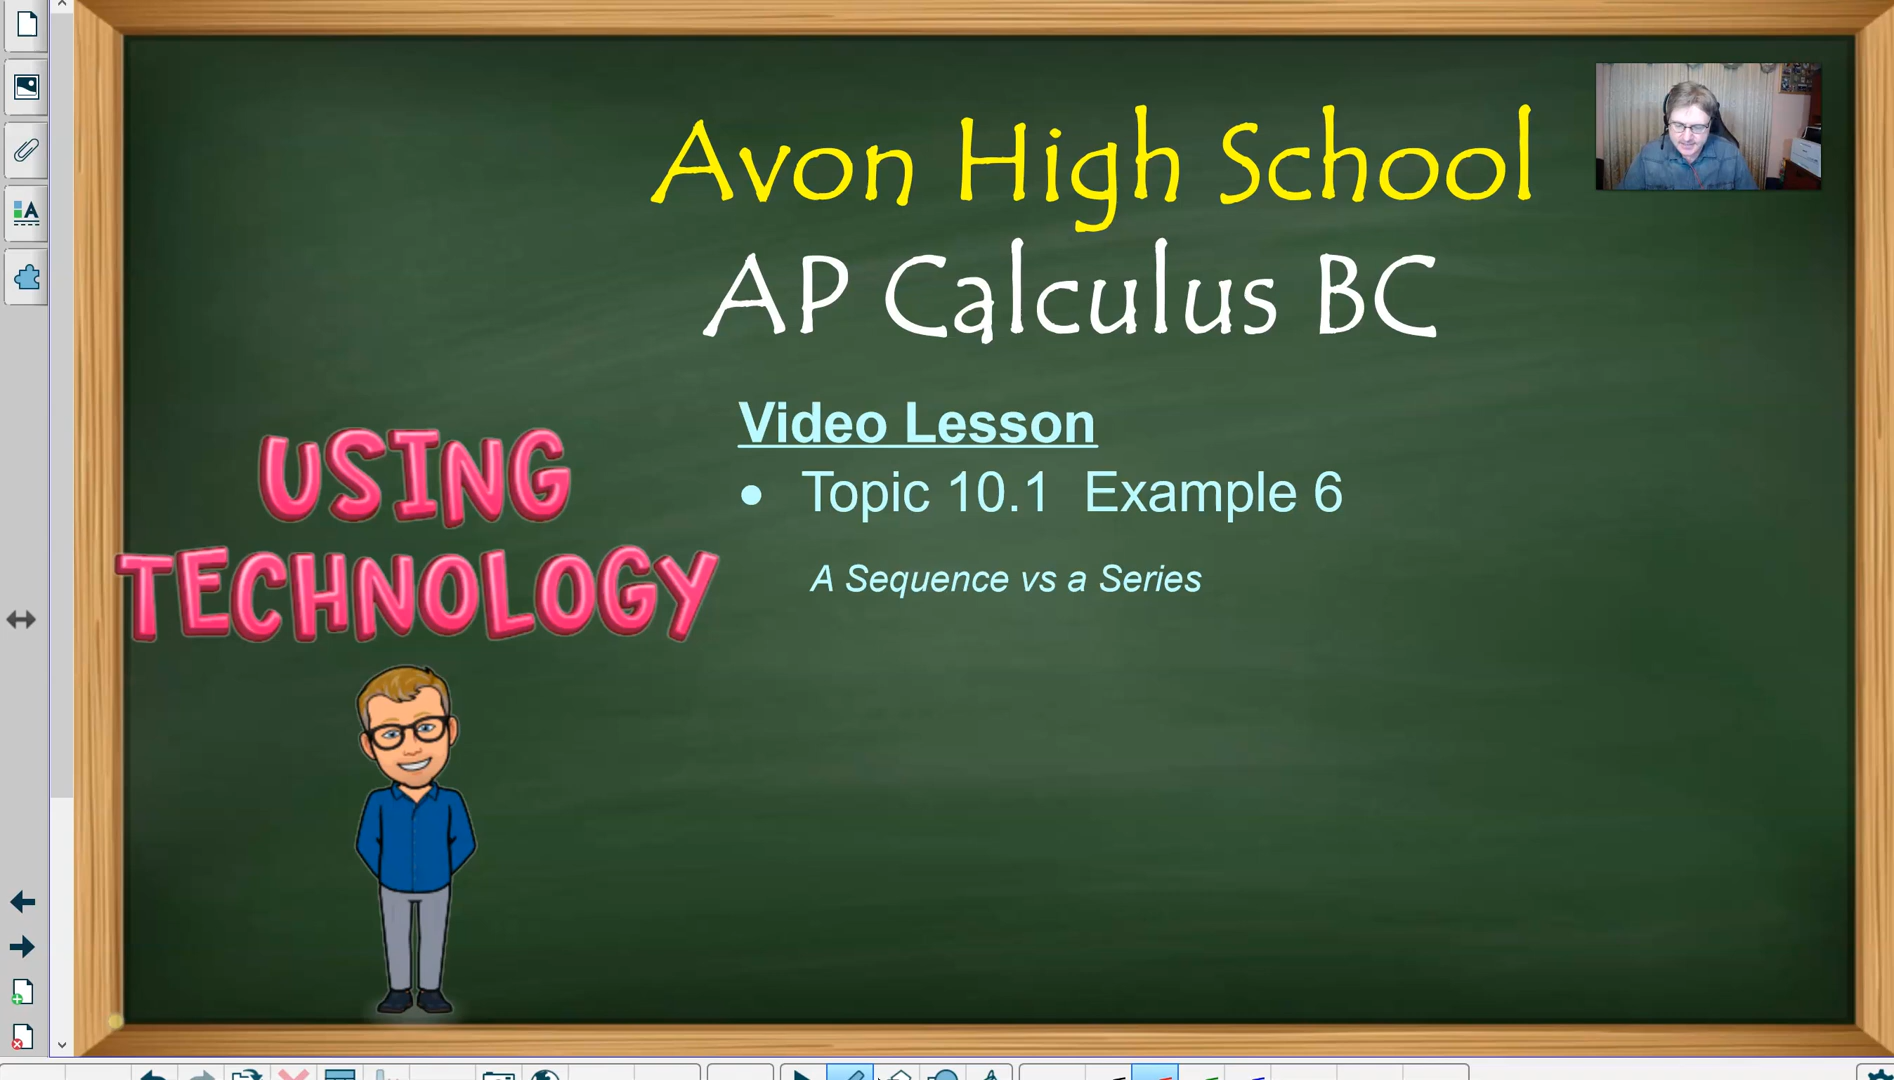 Avon High School
AP Calculus BC
Video Lesson
• Topic 10.1 Example 6
A Sequence vs a Series
USING
TECHNOLOGY